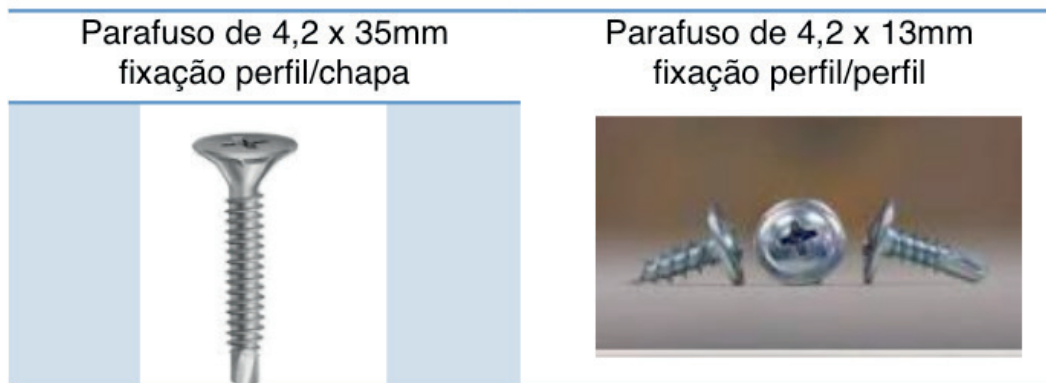 Parafuso de 4,2 x 35mm
fixação perfil/chapa
Parafuso de 4,2 x 13mm
fixação perfil/perfil